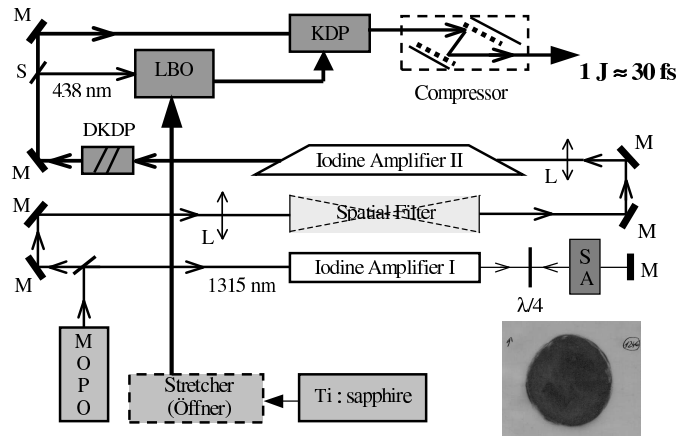 M
KDP
S
LBO
438 nm
Compressor
1 J ≈ 30 fs
DKDP
M
Iodine Amplifier II
L
M
M
L
Spatial Filter
M
M
1315 nm
Iodine Amplifier I
λ/4
S
A
M
M
O
P
O
Stretcher
(Öffner)
Ti : sapphire